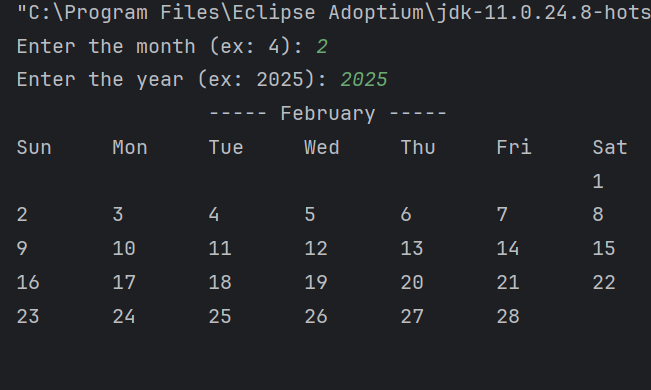 "C:\Program Files\Eclipse Adoptium\jdk-11.0.24.8-hots
Enter the month (ex: 4): 2
Enter the year (ex: 2025): 2025
----- February -----
Sun Mon Tue Wed Thu Fri Sat
1
2 3 4 5 6 7 8
9 10 11 12 13 14 15
16 17 18 19 20 21 22
23 24 25 26 27 28